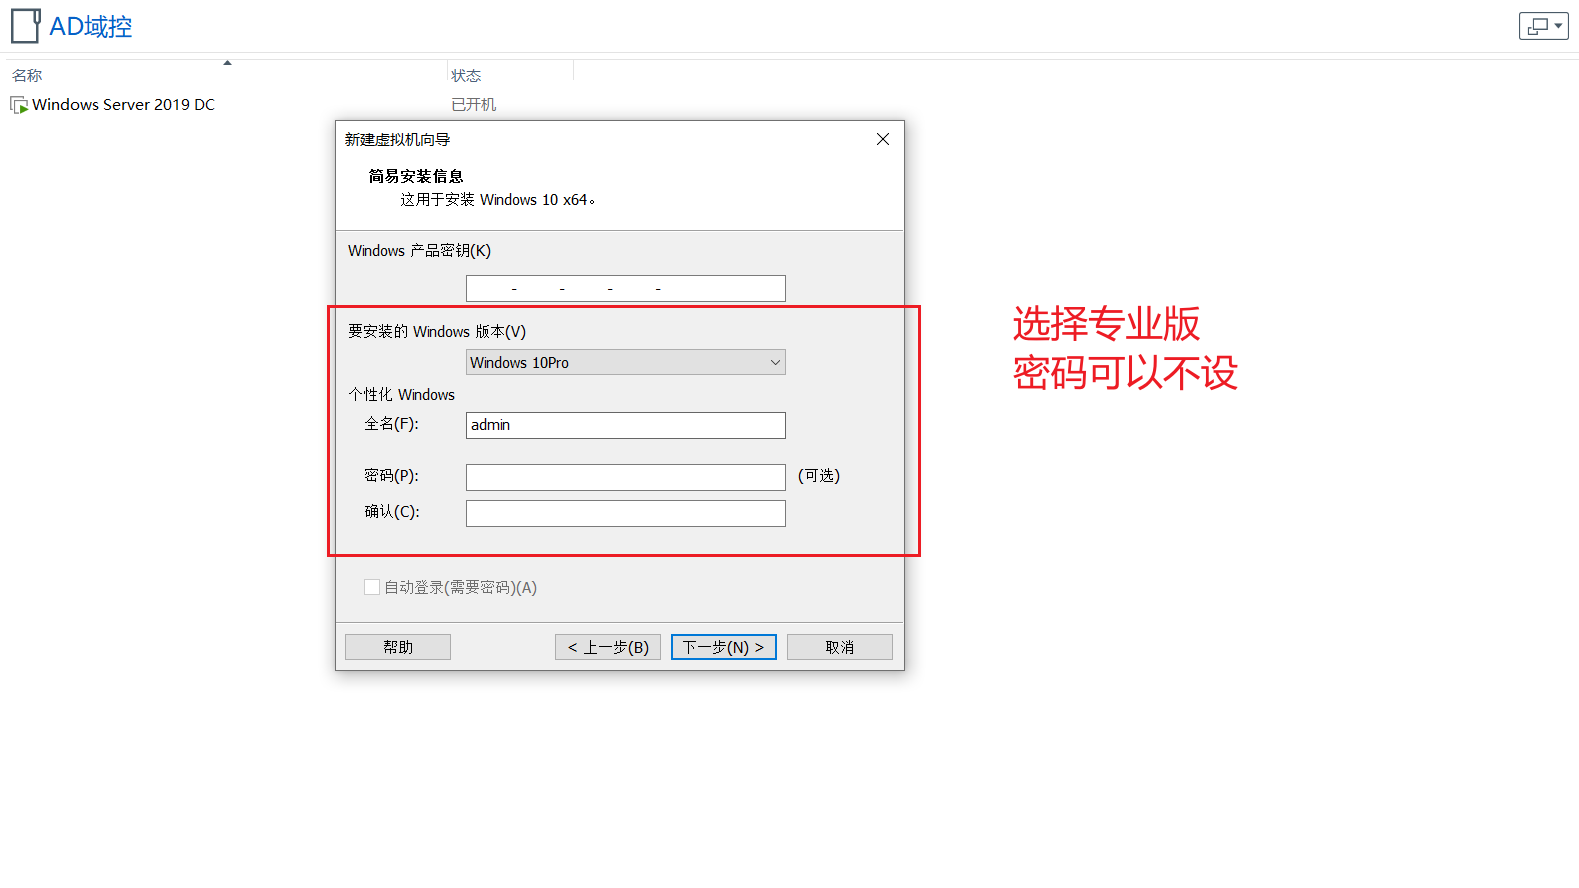 AD域控
名称
状态
Windows Server 2019 DC
已开机
新建虚拟机向导
简易安装信息
这用于安装 Windows 10 x64。
Windows 产品密钥(K)
- - - -
要安装的 Windows 版本(V)
Windows 10Pro
个性化 Windows
全名(F):
admin
密码(P):
(可选)
确认(C):
自动登录(需要密码)(A)
帮助
< 上一步(B)
下一步(N) >
取消
选择专业版
密码可以不设